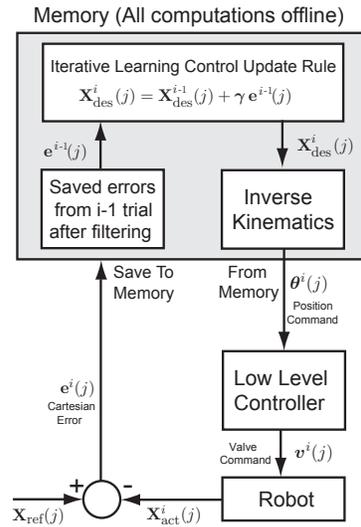 Memory (All computations offline)
Iterative Learning Control Update Rule
X^i_des(j) = X^{i-1}_des(j) + γ e^{i-1}(j)
e^{i-1}(j)
X^i_des(j)
Saved errors
from i-1 trial
after filtering
Inverse
Kinematics
Save To
Memory
From
Memory
θ^i(j)
Position
Command
e^i(j)
Cartesian
Error
Low Level
Controller
Valve
Command
v^i(j)
+
-
X_ref(j)
X^i_act(j)
Robot